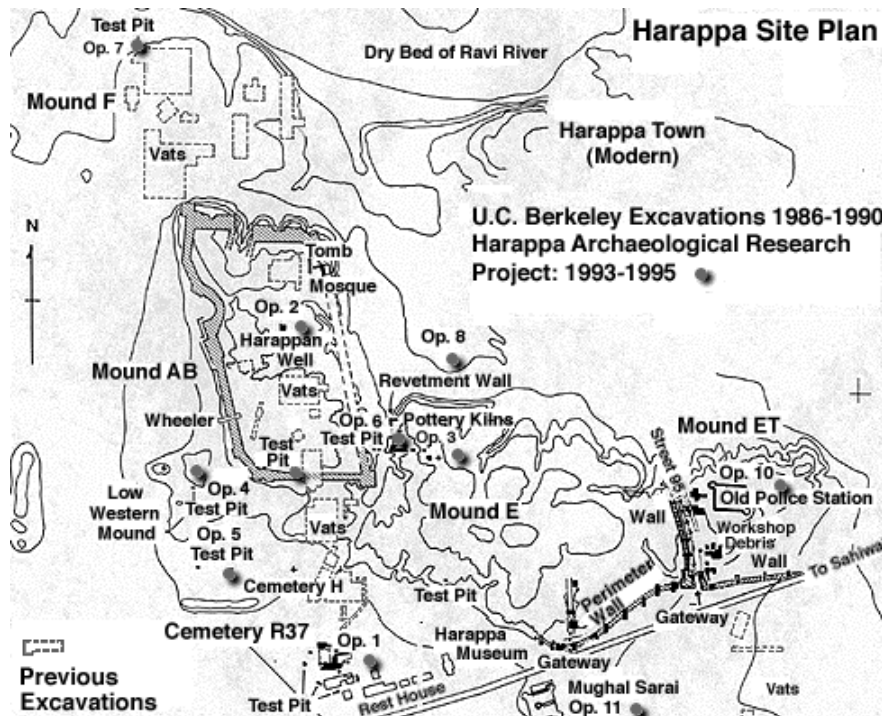 Test Pit
Op. 7
Harappa Site Plan
Dry Bed of Ravi River
Mound F
Harappa Town
(Modern)
Vats
U.C. Berkeley Excavations 1986-1990
Harappa Archaeological Research
Project: 1993-1995
N
Tomb
Mosque
Op. 2
Harappan
Well
Op. 8
Mound AB
Revetment Wall
Vats
Wheeler
Op. 6
Test Pit
Pottery Kilns
Op. 3
Test
Pit
Mound ET
Street 95
Op. 10
Old Police Station
Low
Western
Mound
Op. 4
Test Pit
Mound E
Wall
Workshop
Debris
Wall
Vats
Op. 5
Test Pit
To Sahiwal
Cemetery H
Test Pit
Perimeter
Wall
Gateway
Cemetery R37
Op. 1
Harappa
Museum
Gateway
Previous
Excavations
Test Pit
Rest House
Mughal Sarai
Op. 11
Vats